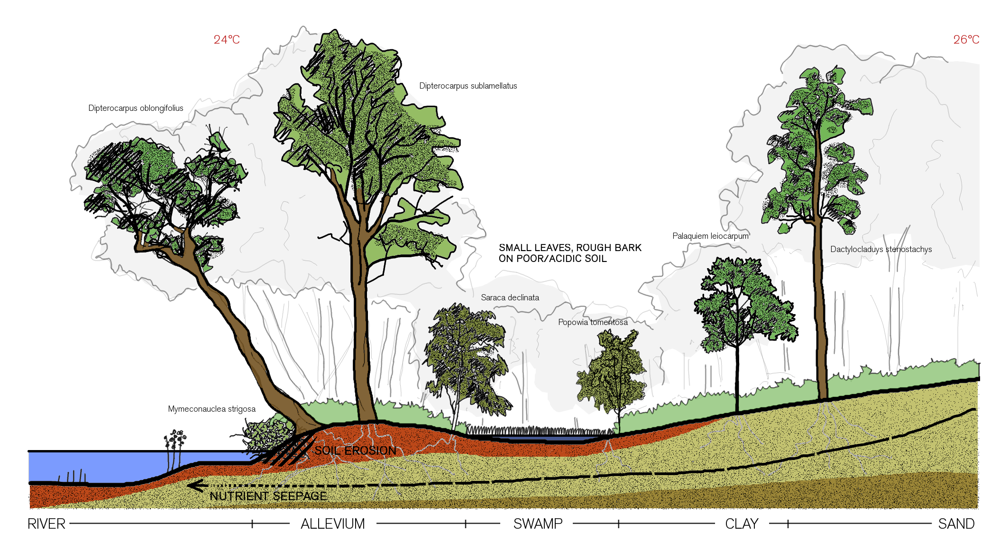 24°C
26°C
Dipterocarpus sublamellatus
Dipterocarpus oblongifolius
Palaquiem leiocarpum
SMALL LEAVES, ROUGH BARK
ON POOR/ACIDIC SOIL
Dactylocladuys stenostachys
Saraca declinata
Popowia tomentosa
Mymeconauclea strigosa
SOIL EROSION
NUTRIENT SEEPAGE
RIVER ALLEVIUM SWAMP CLAY SAND